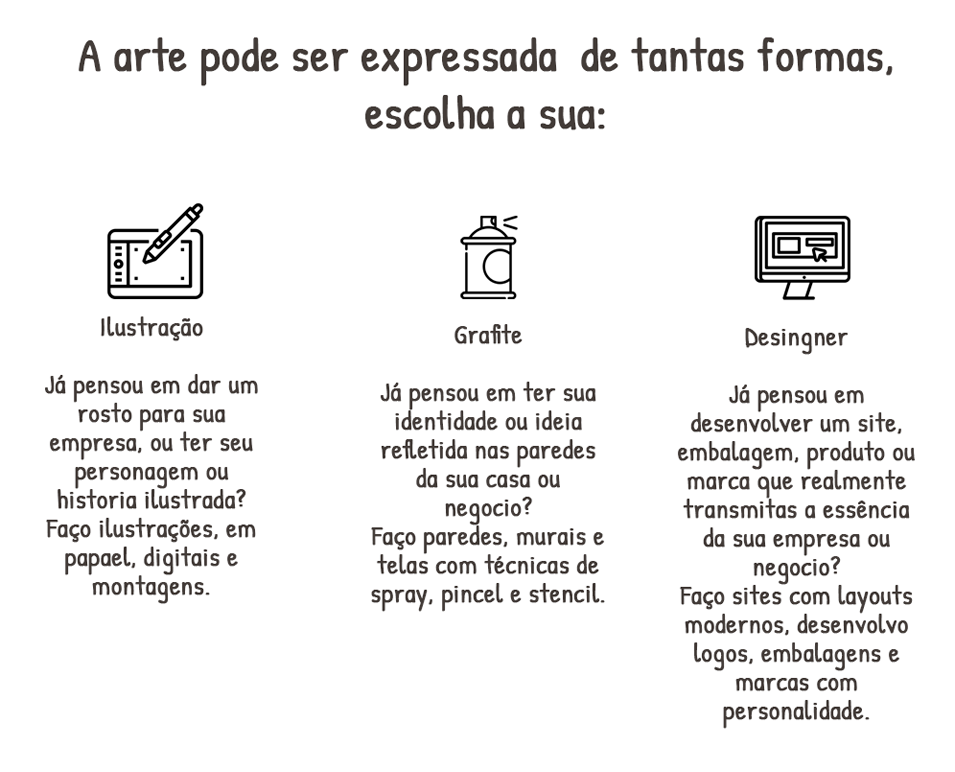 A arte pode ser expressada  de tantas formas,
escolha a sua:
Ilustração
Já pensou em dar um
rosto para sua
empresa, ou ter seu
personagem ou
historia ilustrada?
Faço ilustrações, em
papael, digitais e
montagens.
Grafite
Já pensou em ter sua
identidade ou ideia
refletida nas paredes
da sua casa ou
negocio?
Faço paredes, murais e
telas com técnicas de
spray, pincel e stencil.
Desingner
Já pensou em
desenvolver um site,
embalagem, produto ou
marca que realmente
transmitas a essência
da sua empresa ou
negocio?
Faço sites com layouts
modernos, desenvolvo
logos, embalagens e
marcas com
personalidade.